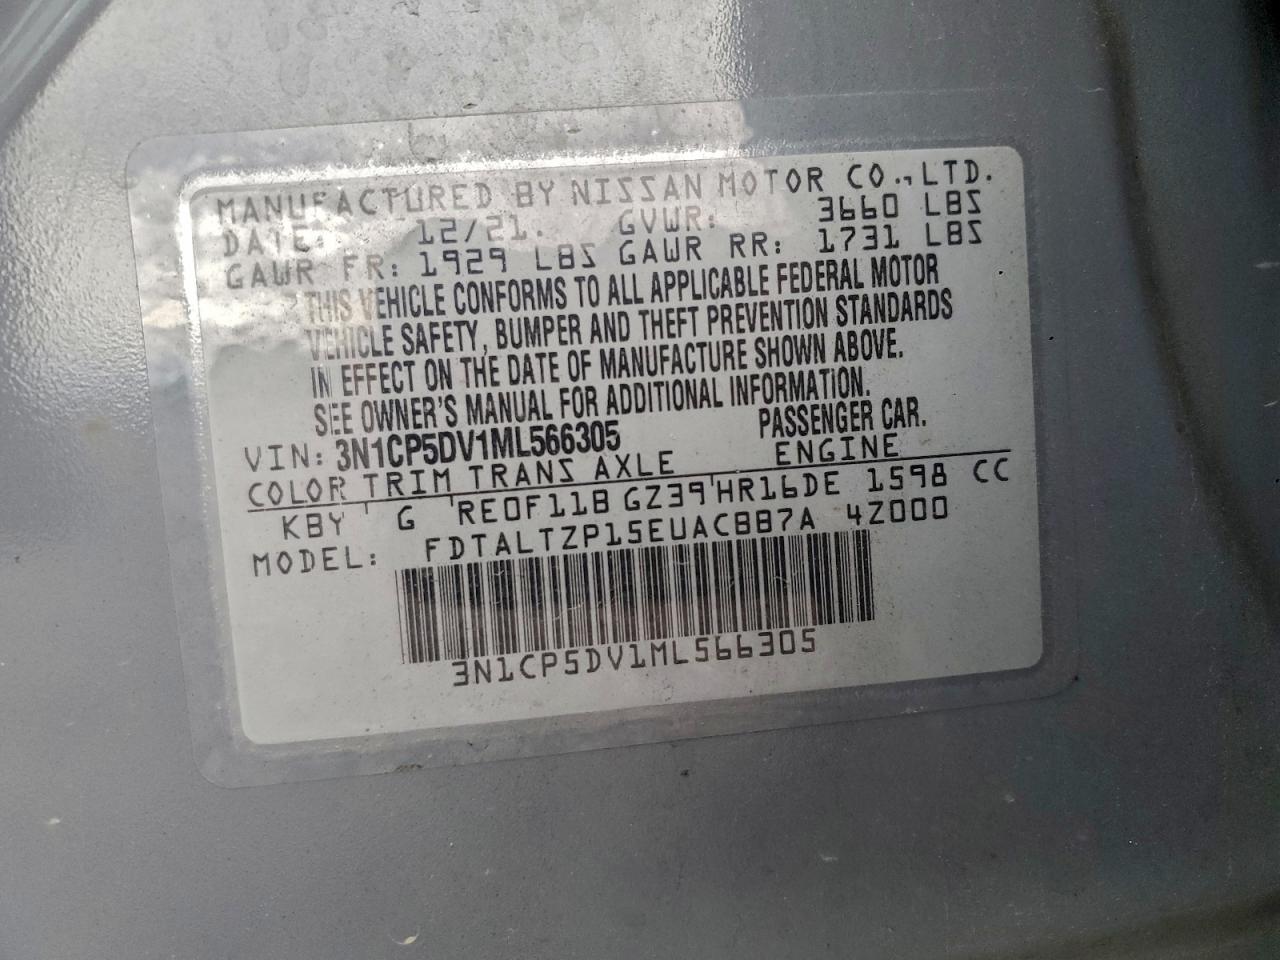 MANUFACTURED BY NISSAN MOTOR CO.,LTD.
DATE: 12/21. GVWR: 3660 LBS
GAWR FR: 1929 LBS GAWR RR: 1731 LBS
THIS VEHICLE CONFORMS TO ALL APPLICABLE FEDERAL MOTOR
VEHICLE SAFETY, BUMPER AND THEFT PREVENTION STANDARDS
IN EFFECT ON THE DATE OF MANUFACTURE SHOWN ABOVE.
SEE OWNER'S MANUAL FOR ADDITIONAL INFORMATION.
VIN: 3N1CP5DV1ML566305 PASSENGER CAR.
COLOR TRIM TRANS AXLE ENGINE
KBY G RE0F11B GZ39 HR16DE 1598 CC
MODEL: FDTALTZP15EUACBB7A 4Z000
3N1CP5DV1ML566305